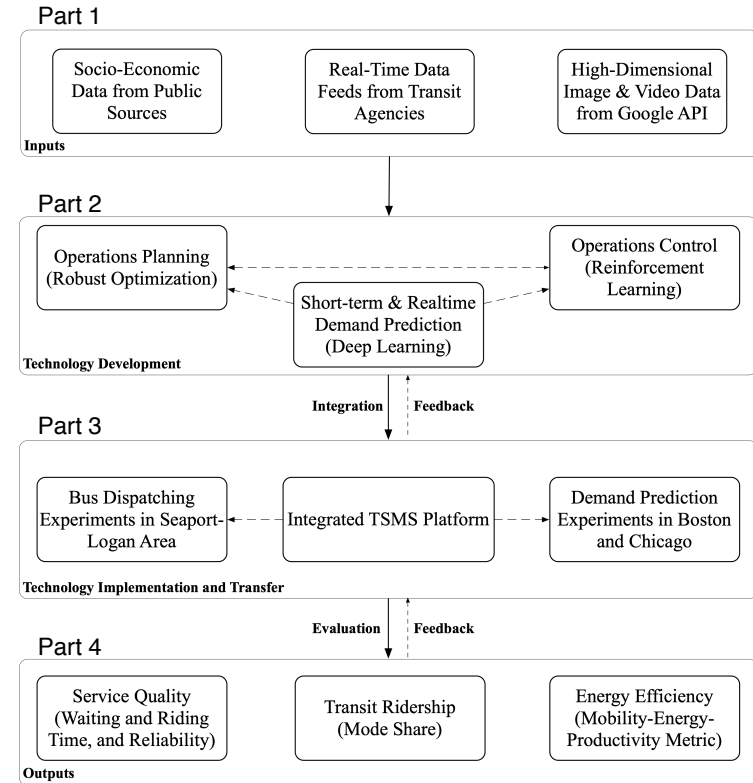 Part 1
Socio-Economic
Data from Public
Sources
Real-Time Data
Feeds from Transit
Agencies
High-Dimensional
Image & Video Data
from Google API
Inputs
Part 2
Operations Planning
(Robust Optimization)
Short-term & Realtime
Demand Prediction
(Deep Learning)
Operations Control
(Reinforcement
Learning)
Technology Development
Integration
Feedback
Part 3
Bus Dispatching
Experiments in Seaport-
Logan Area
Integrated TSMS Platform
Demand Prediction
Experiments in Boston
and Chicago
Technology Implementation and Transfer
Evaluation
Feedback
Part 4
Service Quality
(Waiting and Riding
Time, and Reliability)
Transit Ridership
(Mode Share)
Energy Efficiency
(Mobility-Energy-
Productivity Metric)
Outputs